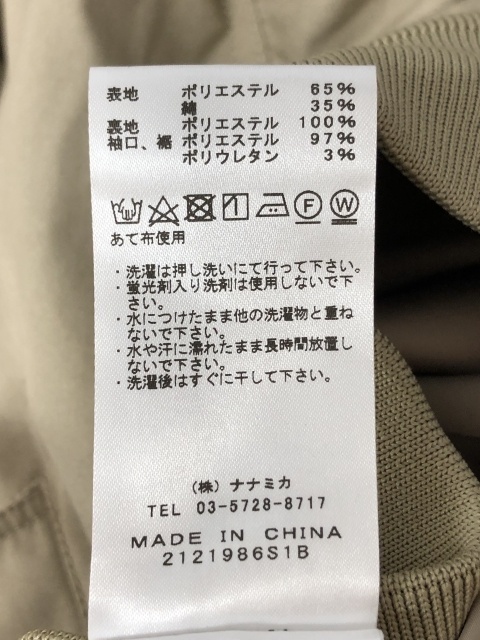 表地 ポリエステル 65%
綿 35%
裏地 ポリエステル 100%
袖口、裾 ポリエステル 97%
ポリウレタン 3%
F W
あて布使用
・洗濯は押し洗いにて行って下さい。
・蛍光剤入り洗剤は使用しないで下
さい。
・水につけたまま他の洗濯物と重ね
ないで下さい。
・水や汗に濡れたまま長時間放置し
ないで下さい。
・洗濯後はすぐに干して下さい。
(株) ナナミカ
TEL 03-5728-8717
MADE IN CHINA
2121986S1B